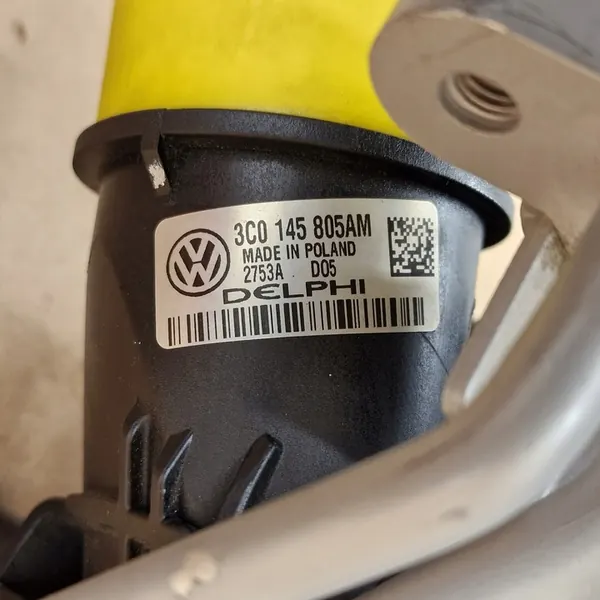 3C0 145 805AM
MADE IN POLAND
2753A D05
DELPHI